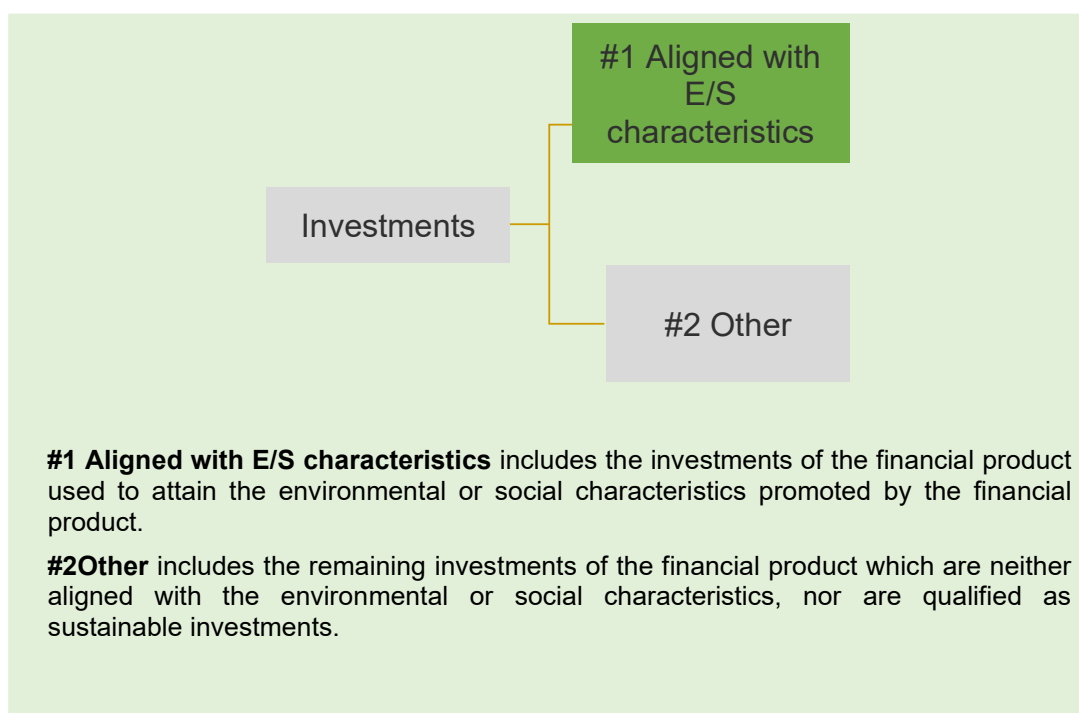 #1 Aligned with
E/S
characteristics
Investments
#2 Other
#1 Aligned with E/S characteristics includes the investments of the financial product
used to attain the environmental or social characteristics promoted by the financial
product.
#2Other includes the remaining investments of the financial product which are neither
aligned with the environmental or social characteristics, nor are qualified as
sustainable investments.